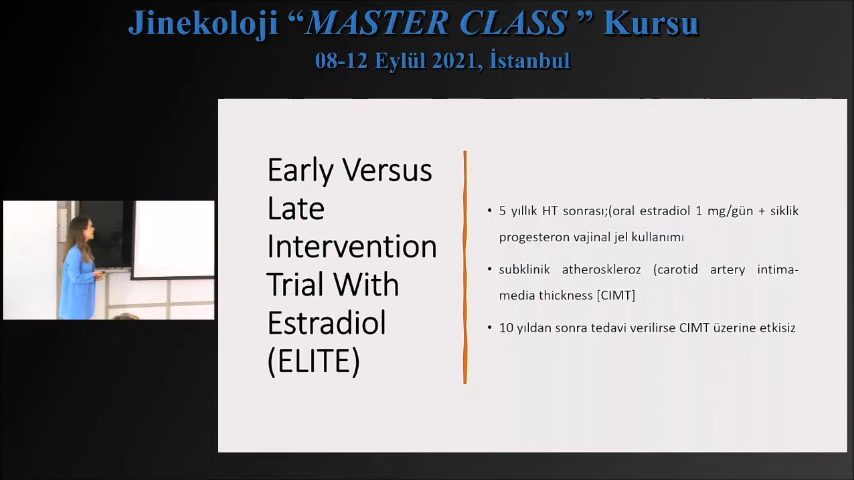 Jinekoloji “MASTER CLASS ” Kursu
08-12 Eylül 2021, İstanbul
Early Versus
Late
Intervention
Trial With
Estradiol
(ELITE)
• 5 yıllık HT sonrası;(oral estradiol 1 mg/gün + siklik
progesteron vajinal jel kullanımı
• subklinik atheroskleroz (carotid artery intima-
media thickness [CIMT]
• 10 yıldan sonra tedavi verilirse CIMT üzerine etkisiz